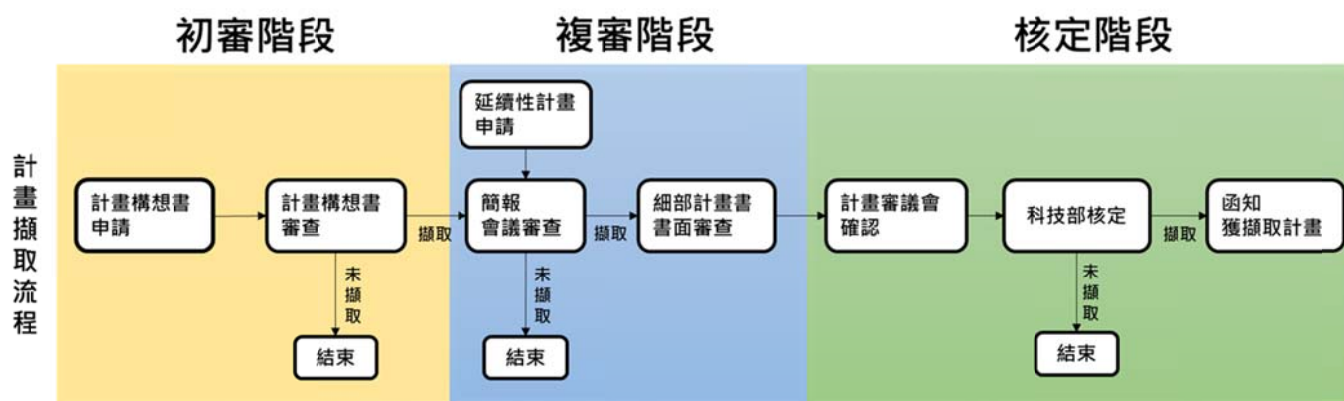 初審階段
複審階段
核定階段
計畫擷取流程
計畫構想書
申請
計畫構想書
審查
擷取
未擷取
結束
延續性計畫
申請
簡報
會議審查
擷取
未擷取
結束
細部計畫書
書面審查
計畫審議會
確認
科技部核定
擷取
未擷取
結束
函知
獲擷取計畫